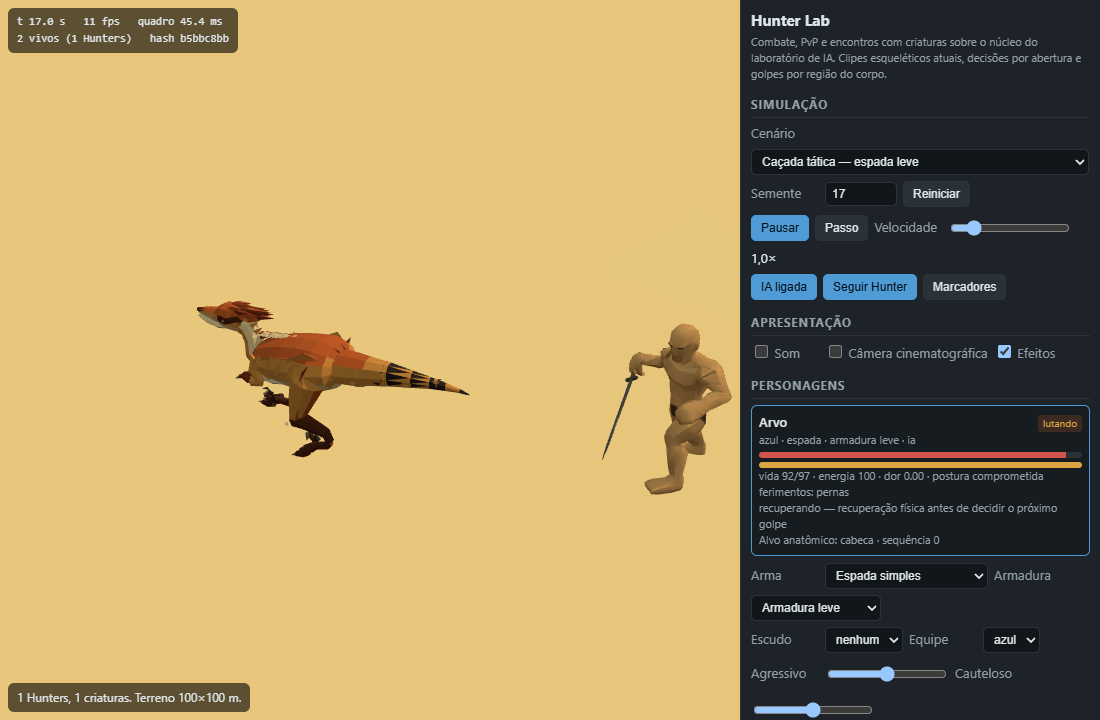 t 17.0 s 11 fps quadro 45.4 ms
2 vivos (1 Hunters) hash b5bbc8bb
1 Hunters, 1 criaturas. Terreno 100×100 m.
Hunter Lab
Combate, PvP e encontros com criaturas sobre o núcleo do
laboratório de IA. Clipes esqueléticos atuais, decisões por abertura e
golpes por região do corpo.
SIMULAÇÃO
Cenário
Caçada tática — espada leve
Semente 17 Reiniciar
Pausar Passo Velocidade
1,0×
IA ligada Seguir Hunter Marcadores
APRESENTAÇÃO
Som Câmera cinematográfica Efeitos
PERSONAGENS
Arvo lutando
azul · espada · armadura leve · ia
vida 92/97 · energia 100 · dor 0.00 · postura comprometida
ferimentos: pernas
recuperando — recuperação física antes de decidir o próximo
golpe
Alvo anatômico: cabeca · sequência 0
Arma Espada simples Armadura
Armadura leve
Escudo nenhum Equipe azul
Agressivo Cauteloso